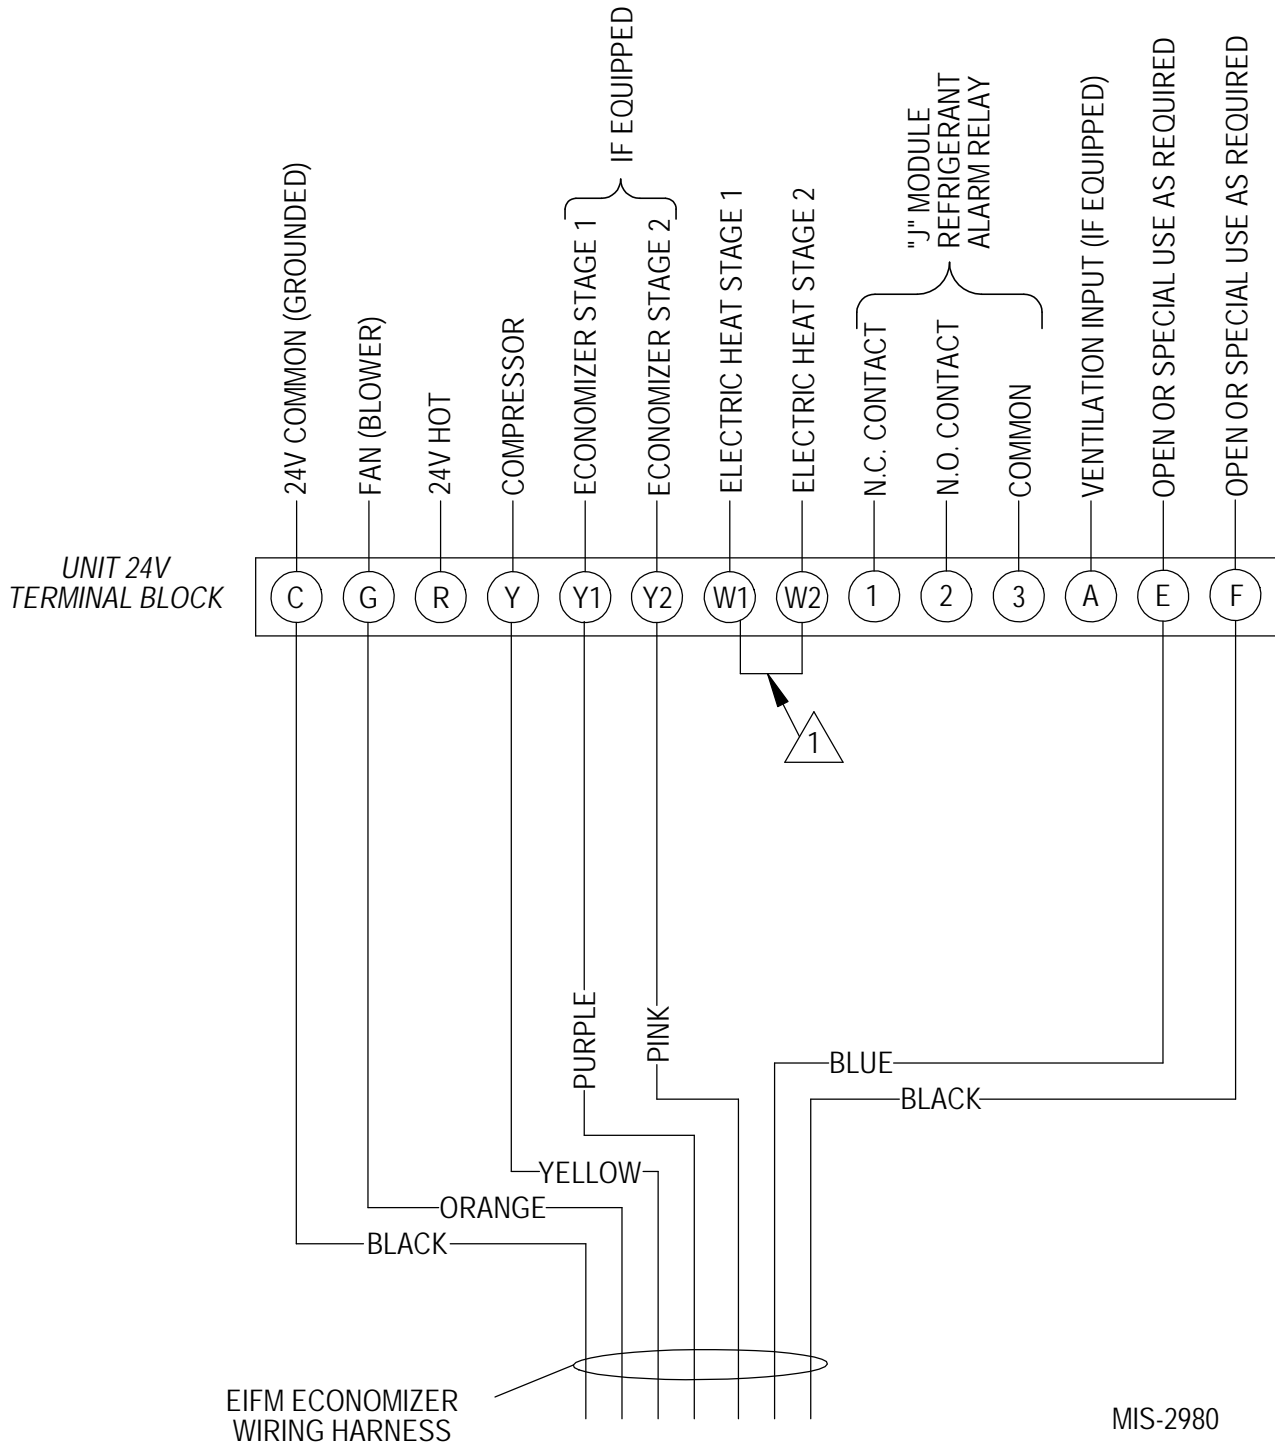 IF EQUIPPED
24V COMMON (GROUNDED)
FAN (BLOWER)
24V HOT
COMPRESSOR
ECONOMIZER STAGE 1
ECONOMIZER STAGE 2
ELECTRIC HEAT STAGE 1
ELECTRIC HEAT STAGE 2
"J" MODULE
REFRIGERANT
ALARM RELAY
N.C. CONTACT
N.O. CONTACT
COMMON
VENTILATION INPUT (IF EQUIPPED)
OPEN OR SPECIAL USE AS REQUIRED
OPEN OR SPECIAL USE AS REQUIRED
UNIT 24V
TERMINAL BLOCK
C G R Y Y1 Y2 W1 W2 1 2 3 A E F
1
PURPLE
PINK
BLUE
BLACK
YELLOW
ORANGE
BLACK
EIFM ECONOMIZER
WIRING HARNESS
MIS-2980